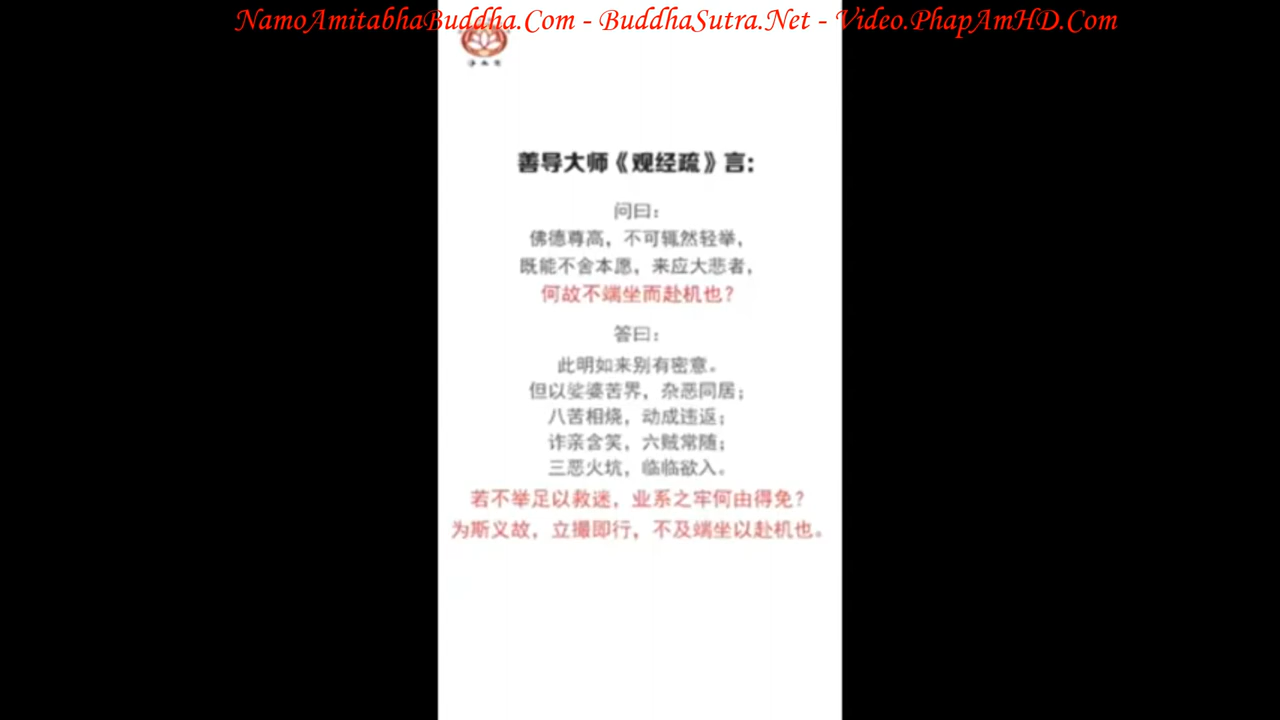 NamoAmitabhaBuddha.Com - BuddhaSutra.Net - Video.PhapAmHD.Com
善导大师《观经疏》言:
问曰：
佛德尊高，不可辄然轻举，
既能不舍本愿，来应大悲者，
何故不端坐而赴机也？
答曰：
此明如来别有密意。
但以娑婆苦界，杂恶同居；
八苦相烧，动成违返；
诈亲含笑，六贼常随；
三恶火坑，临临欲入。
若不举足以救迷，业系之牢何由得免？
为斯义故，立撮即行，不及端坐以赴机也。